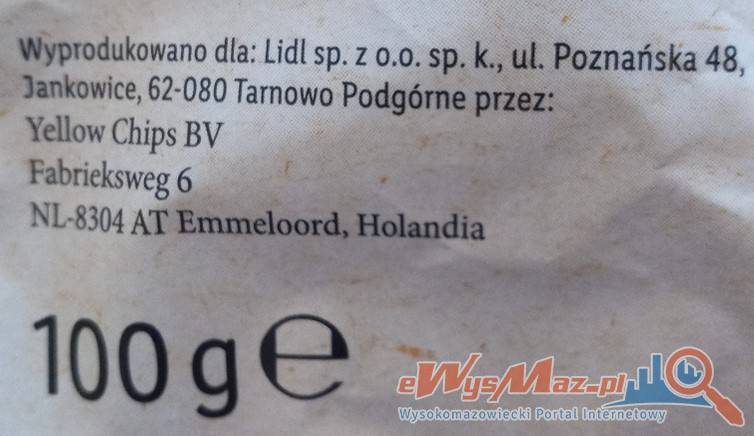 Wyprodukowano dla: Lidl sp. z o.o. sp. k., ul. Poznańska 48,
Jankowice, 62-080 Tarnowo Podgórne przez:
Yellow Chips BV
Fabrieksweg 6
NL-8304 AT Emmeloord, Holandia
100 g e
eWysMaz.pl
Wysokomazowiecki Portal Internetowy